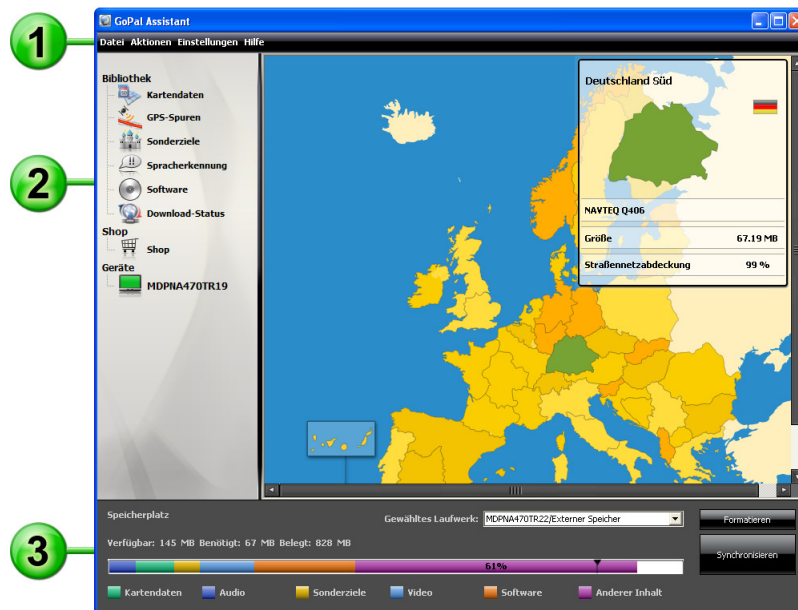 GoPal Assistant
1
Datei Aktionen Einstellungen Hilfe
2
Bibliothek
Kartendaten
GPS-Spuren
Sonderziele
Spracherkennung
Software
Download-Status
Shop
Shop
Geräte
MDPNA470TR19
Deutschland Süd
NAVTEQ Q406
Größe 67.19 MB
Straßennetzabdeckung 99 %
3
Speicherplatz
Gewähltes Laufwerk: MDPNA470TR22/Externer Speicher
Formatieren
Verfügbar: 145 MB Benötigt: 67 MB Belegt: 828 MB
Synchronisieren
61%
Kartendaten Audio Sonderziele Video Software Anderer Inhalt